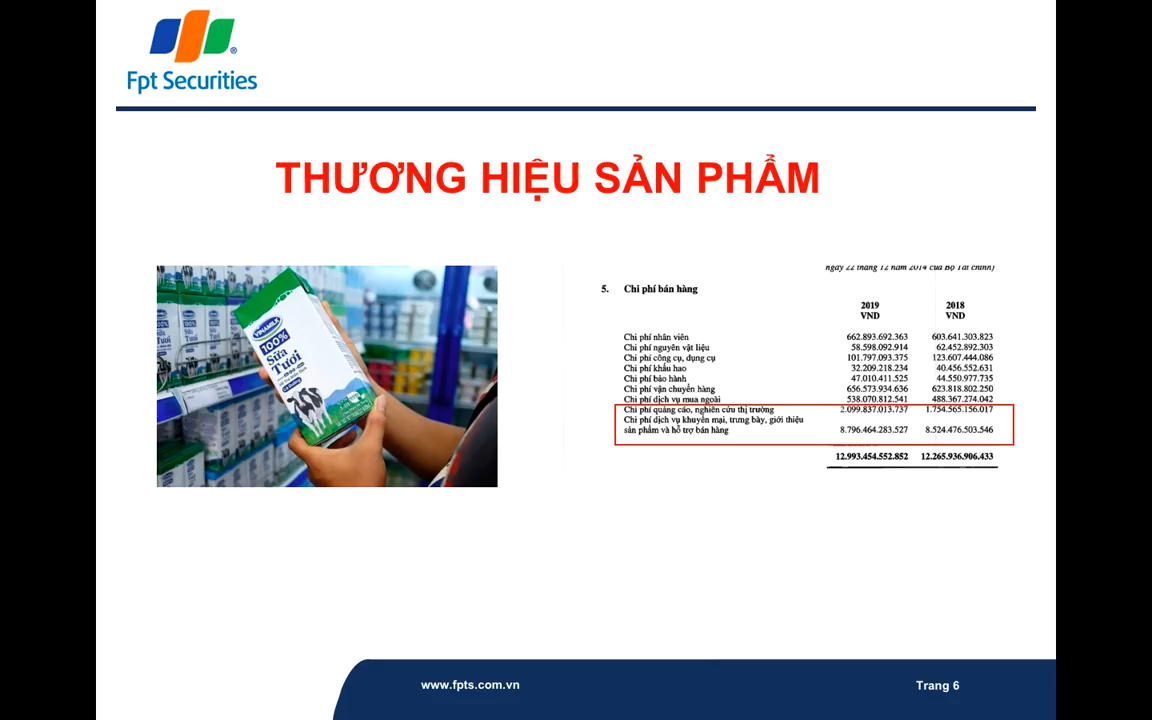 Fpt Securities
THƯƠNG HIỆU SẢN PHẨM
VINAMILK
100%
Sữa
Tươi
ngày 22 tháng 12 năm 2014 của Bộ Tài chính)
5. Chi phí bán hàng
2019 2018
VND VND
Chi phí nhân viên 662.893.692.363 603.641.303.823
Chi phí nguyên vật liệu 58.598.092.914 62.452.892.303
Chi phí công cụ, dụng cụ 101.797.093.375 123.607.444.086
Chi phí khấu hao 32.209.218.234 40.456.552.631
Chi phí bảo hành 47.010.411.525 44.550.977.735
Chi phí vận chuyển hàng 656.573.934.636 623.818.802.250
Chi phí dịch vụ mua ngoài 538.070.812.541 488.367.274.042
Chi phí quảng cáo, nghiên cứu thị trường 2.099.837.013.737 1.754.565.156.017
Chi phí dịch vụ khuyến mại, trưng bày, giới thiệu
sản phẩm và hỗ trợ bán hàng 8.796.464.283.527 8.524.476.503.546
12.993.454.552.852 12.265.936.906.433
www.fpts.com.vn
Trang 6